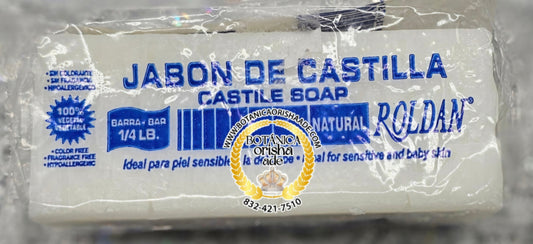 • SIN COLORANTE
• SIN FRAGANCIA
• HIPOALERGENICO
JABON DE CASTILLA
CASTILE SOAP
100%
VEGETAL
VEGETABLE
BARRA • BAR
1/4 LB.
NATURAL
ROLDAN®
• COLOR FREE
• FRAGRANCE FREE
• HYPOALLERGENIC
Ideal para piel sensible
Ideal for sensitive and baby skin
WWW.BOTANICAORISHAADE.COM
BOTÁNICA
orisha
ade
832-421-7510